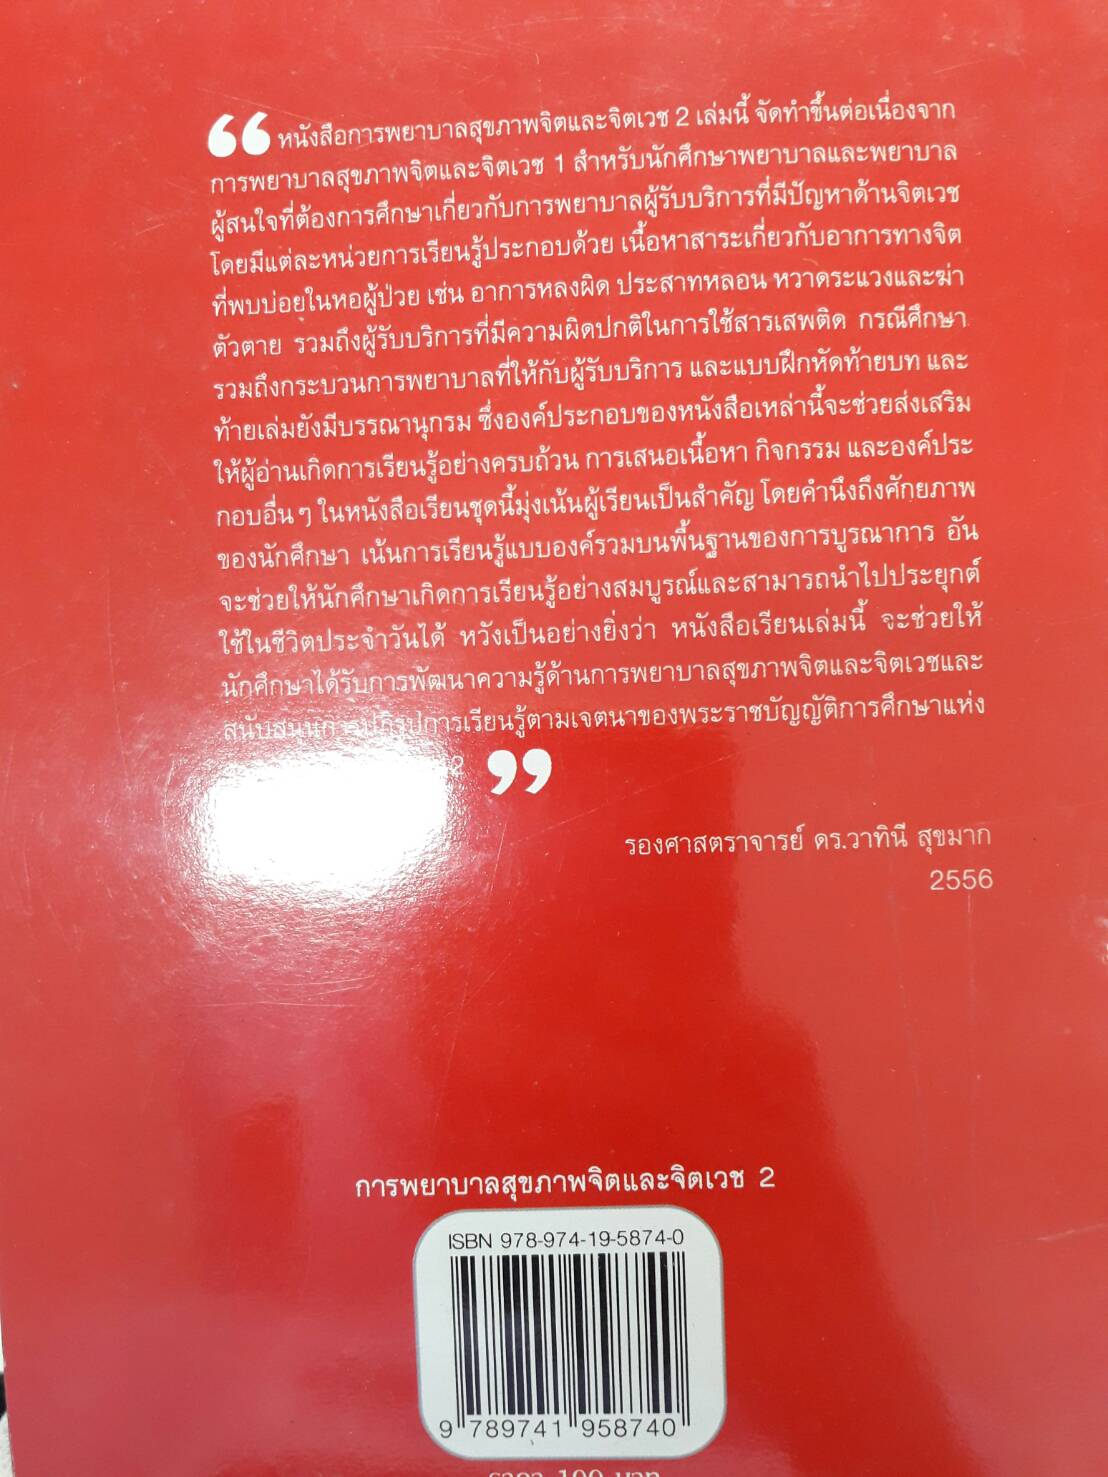 “ หนังสือการพยาบาลสุขภาพจิตและจิตเวช 2 เล่มนี้ จัดทำขึ้นต่อเนื่องจาก
การพยาบาลสุขภาพจิตและจิตเวช 1 สำหรับนักศึกษาพยาบาลและพยาบาล
ผู้สนใจที่ต้องการศึกษาเกี่ยวกับการพยาบาลผู้รับบริการที่มีปัญหาด้านจิตเวช
โดยมีแต่ละหน่วยการเรียนรู้ประกอบด้วย เนื้อหาสาระเกี่ยวกับอาการทางจิต
ที่พบบ่อยในหอผู้ป่วย เช่น อาการหลงผิด ประสาทหลอน หวาดระแวงและฆ่า
ตัวตาย รวมถึงผู้รับบริการที่มีความผิดปกติในการใช้สารเสพติด กรณีศึกษา
รวมถึงกระบวนการพยาบาลที่ให้กับผู้รับบริการ และแบบฝึกหัดท้ายบท และ
ท้ายเล่มยังมีบรรณานุกรม ซึ่งองค์ประกอบของหนังสือเหล่านี้จะช่วยส่งเสริม
ให้ผู้อ่านเกิดการเรียนรู้อย่างครบถ้วน การเสนอเนื้อหา กิจกรรม และองค์ประ
กอบอื่นๆ ในหนังสือเรียนชุดนี้มุ่งเน้นผู้เรียนเป็นสำคัญ โดยคำนึงถึงศักยภาพ
ของนักศึกษา เน้นการเรียนรู้แบบองค์รวมบนพื้นฐานของการบูรณาการ อัน
จะช่วยให้นักศึกษาเกิดการเรียนรู้อย่างสมบูรณ์และสามารถนำไปประยุกต์
ใช้ในชีวิตประจำวันได้ หวังเป็นอย่างยิ่งว่า หนังสือเรียนเล่มนี้ จะช่วยให้
นักศึกษาได้รับการพัฒนาความรู้ด้านการพยาบาลสุขภาพจิตและจิตเวชและ
สนับสนุนการปฏิรูปการเรียนรู้ตามเจตนาของพระราชบัญญัติการศึกษาแห่ง
”
รองศาสตราจารย์ ดร.วาทินี สุขมาก
2556
การพยาบาลสุขภาพจิตและจิตเวช 2
ISBN 978-974-19-5874-0
9 789741 958740